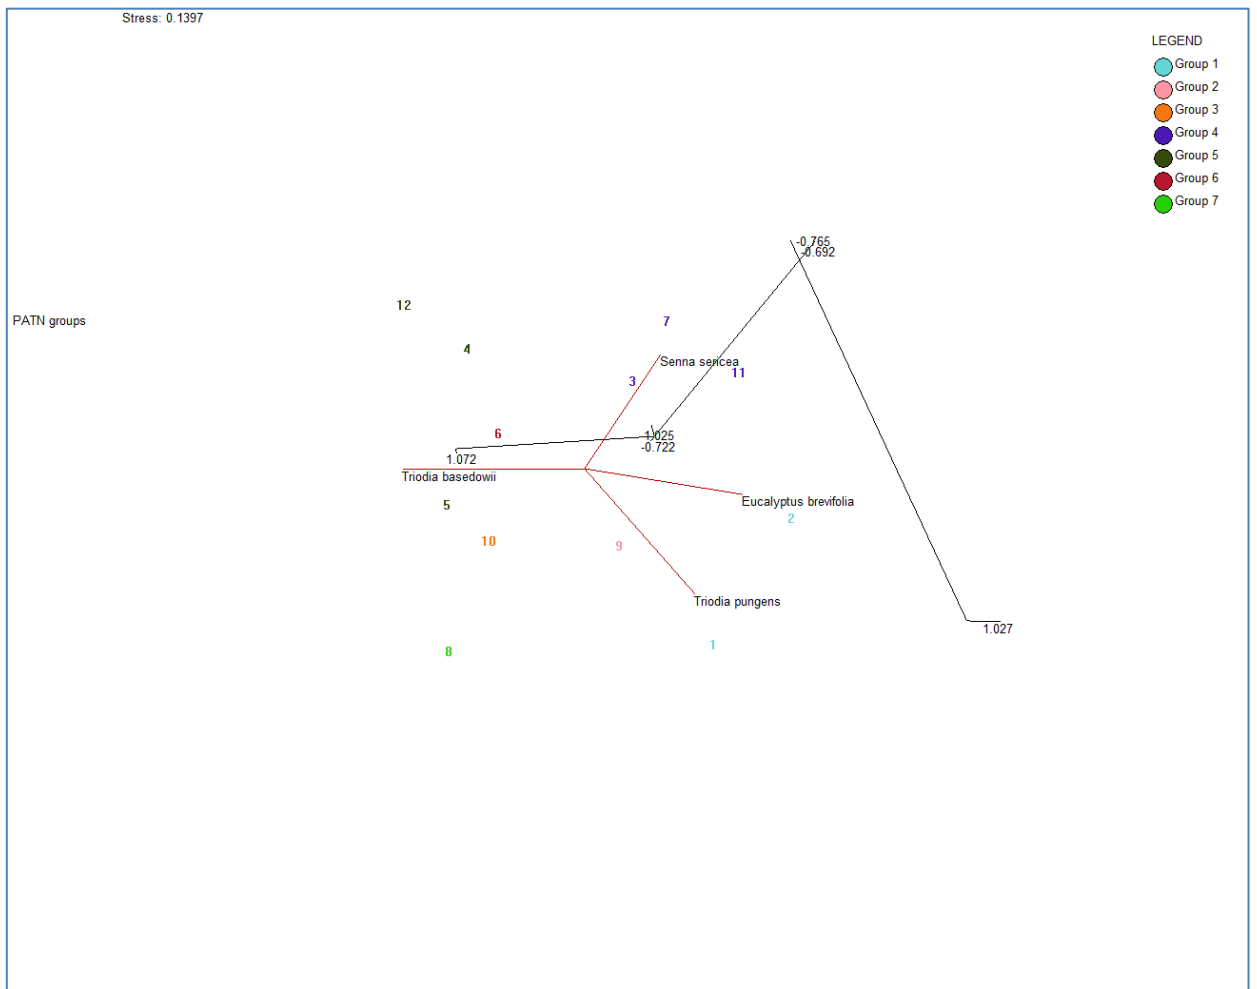 Stress: 0.1397
LEGEND
Group 1
Group 2
Group 3
Group 4
Group 5
Group 6
Group 7
-0.765
-0.692
12
PATN groups
7
4
Senna sericea
11
3
6
1.025
-0.722
1.072
Triodia basedowii
Eucalyptus brevifolia
5
2
10
9
Triodia pungens
1.027
1
8